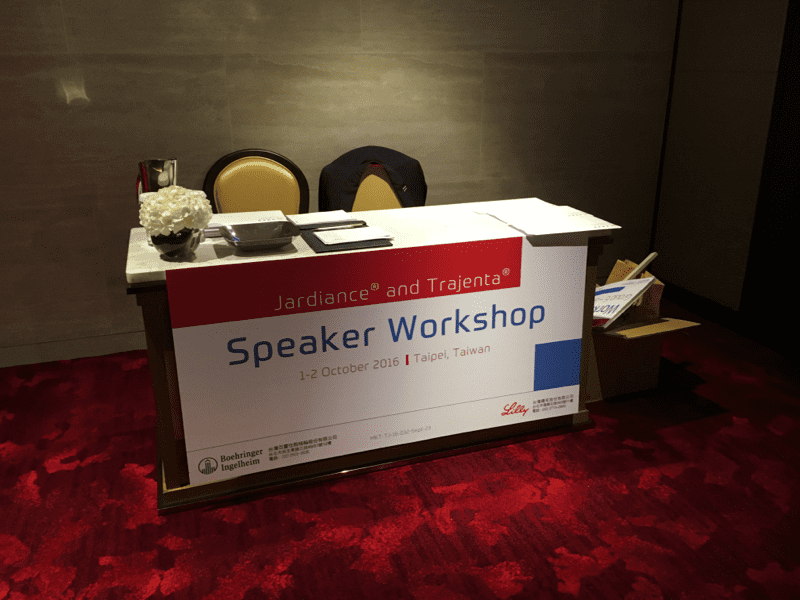 Jardiance® and Trajenta®
Speaker Workshop
1-2 October 2016 | Taipei, Taiwan
Lilly
Boehringer
Ingelheim